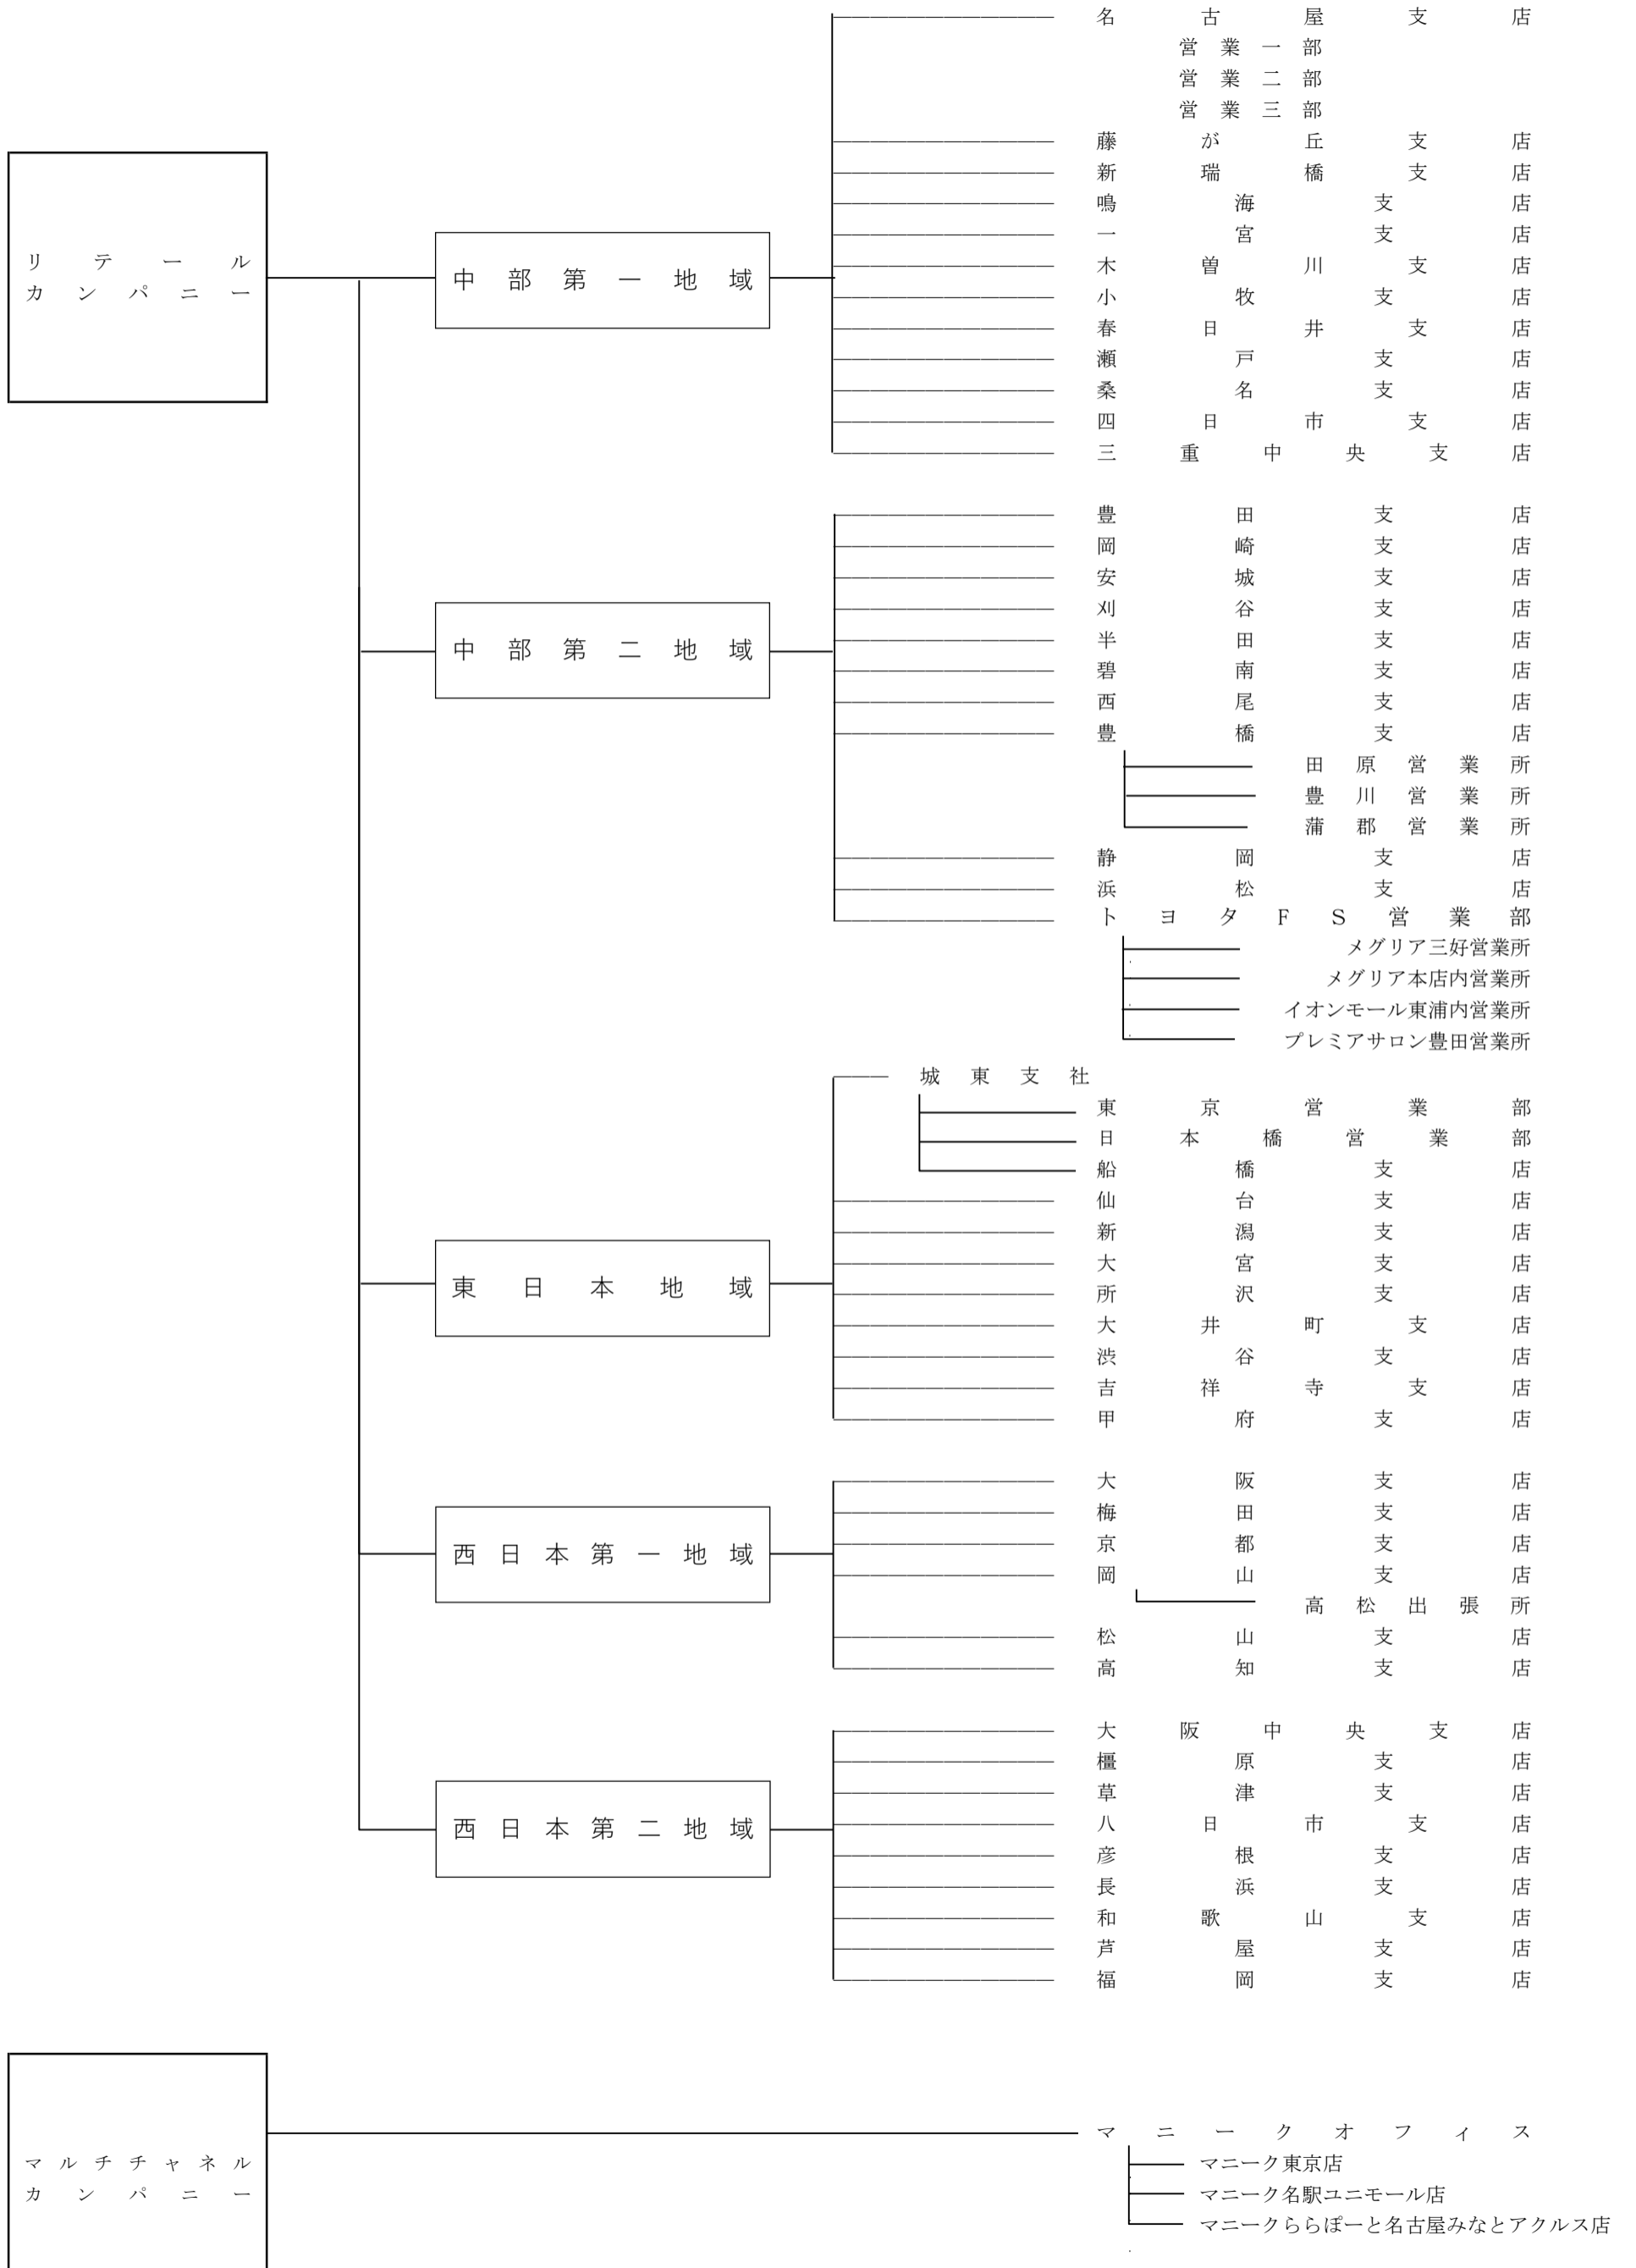 名古屋支店
営業一部
営業二部
営業三部
藤が丘支店
新瑞橋支店
鳴海支店
一宮支店
木曽川支店
小牧支店
春日井支店
瀬戸支店
桑名支店
四日市支店
三重中央支店
リテール
カンパニー
中部第一地域
豊田支店
岡崎支店
安城支店
刈谷支店
半田支店
碧南支店
西尾支店
豊橋支店
田原営業所
豊川営業所
蒲郡営業所
静岡支店
浜松支店
トヨタFS営業部
メグリア三好営業所
メグリア本店内営業所
イオンモール東浦内営業所
プレミアサロン豊田営業所
中部第二地域
城東支社
東京営業部
日本橋営業部
船橋支店
仙台支店
新潟支店
大宮支店
所沢支店
大井町支店
渋谷支店
吉祥寺支店
甲府支店
東日本地域
大阪支店
梅田支店
京都支店
岡山支店
高松出張所
松山支店
高知支店
西日本第一地域
大阪中央支店
橿原支店
草津支店
八日市支店
彦根支店
長浜支店
和歌山支店
芦屋支店
福岡支店
西日本第二地域
マルチチャネル
カンパニー
マニークオフィス
マニーク東京店
マニーク名駅ユニモール店
マニークららぽーと名古屋みなとアクルス店